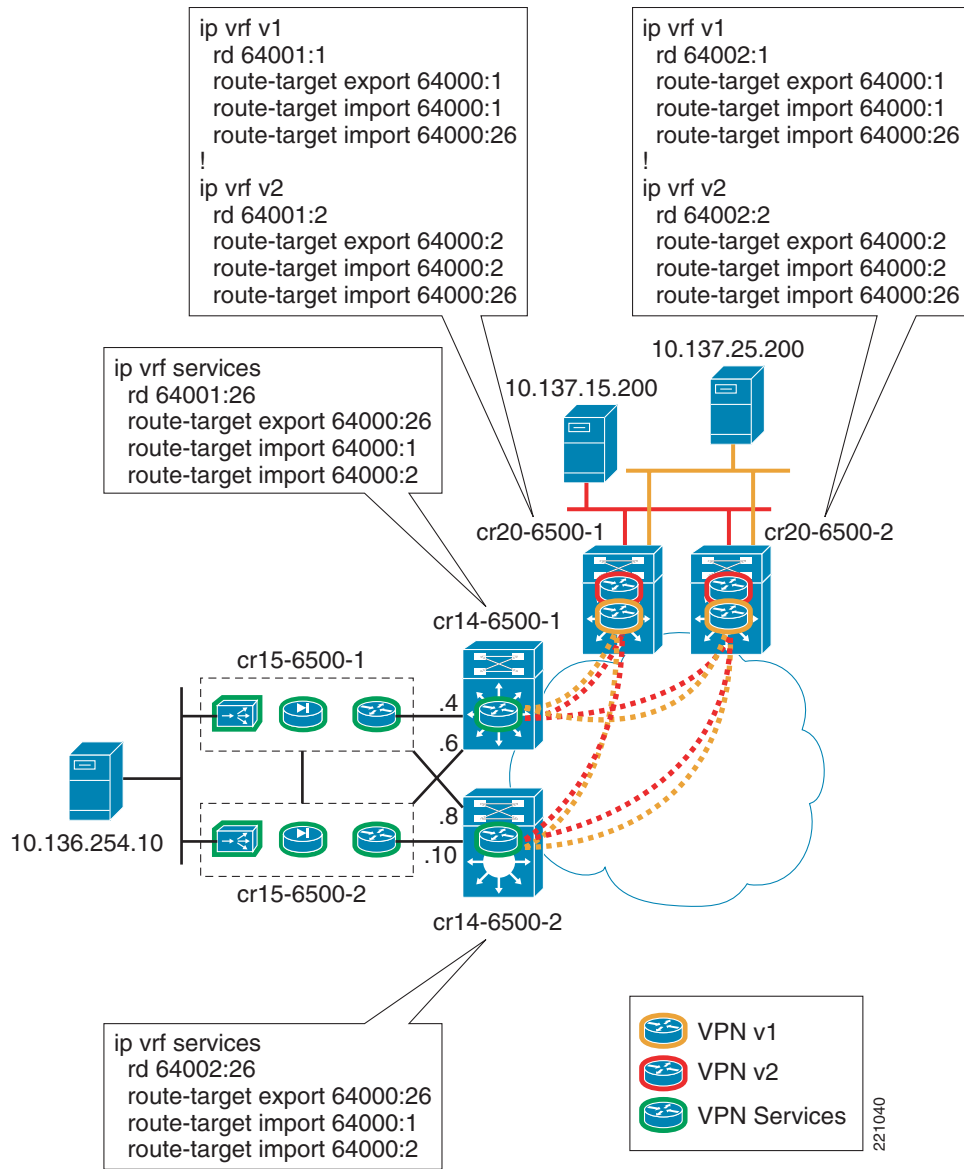 ip vrf v1
rd 64001:1
route-target export 64000:1
route-target import 64000:1
route-target import 64000:26
!
ip vrf v2
rd 64001:2
route-target export 64000:2
route-target import 64000:2
route-target import 64000:26
ip vrf v1
rd 64002:1
route-target export 64000:1
route-target import 64000:1
route-target import 64000:26
!
ip vrf v2
rd 64002:2
route-target export 64000:2
route-target import 64000:2
route-target import 64000:26
ip vrf services
rd 64001:26
route-target export 64000:26
route-target import 64000:1
route-target import 64000:2
10.137.25.200
10.137.15.200
cr20-6500-1
cr20-6500-2
cr14-6500-1
cr15-6500-1
.4
.6
.8
.10
10.136.254.10
cr15-6500-2
cr14-6500-2
ip vrf services
rd 64002:26
route-target export 64000:26
route-target import 64000:1
route-target import 64000:2
VPN v1
VPN v2
VPN Services
221040